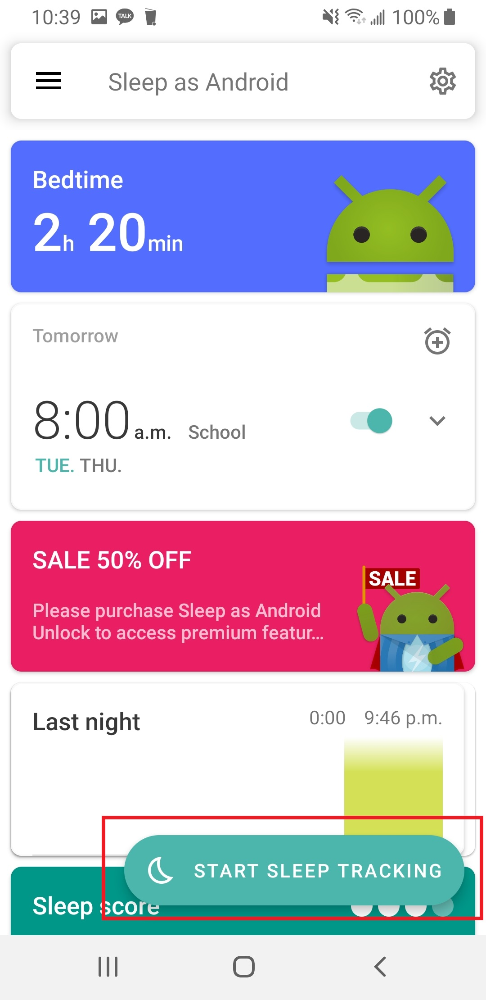 10:39 TALK 100%
Sleep as Android
Bedtime
2h 20min
Tomorrow
8:00 a.m. School
TUE. THU.
SALE 50% OFF
SALE
Please purchase Sleep as Android
Unlock to access premium featur...
Last night 0:00 9:46 p.m.
START SLEEP TRACKING
Sleep score